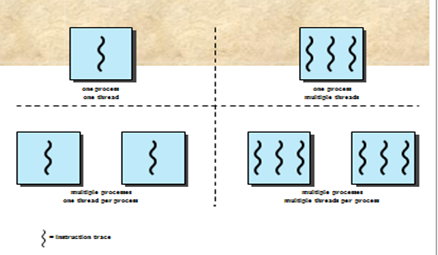 one process
one thread
one process
multiple threads
multiple processes
one thread per process
multiple processes
multiple threads per process
= instruction trace